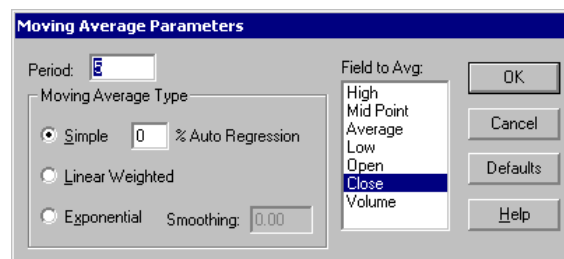 Moving Average Parameters
Period: 5
Moving Average Type
Simple 0 % Auto Regression
Linear Weighted
Exponential Smoothing: 0.00
Field to Avg:
High
Mid Point
Average
Low
Open
Close
Volume
OK
Cancel
Defaults
Help